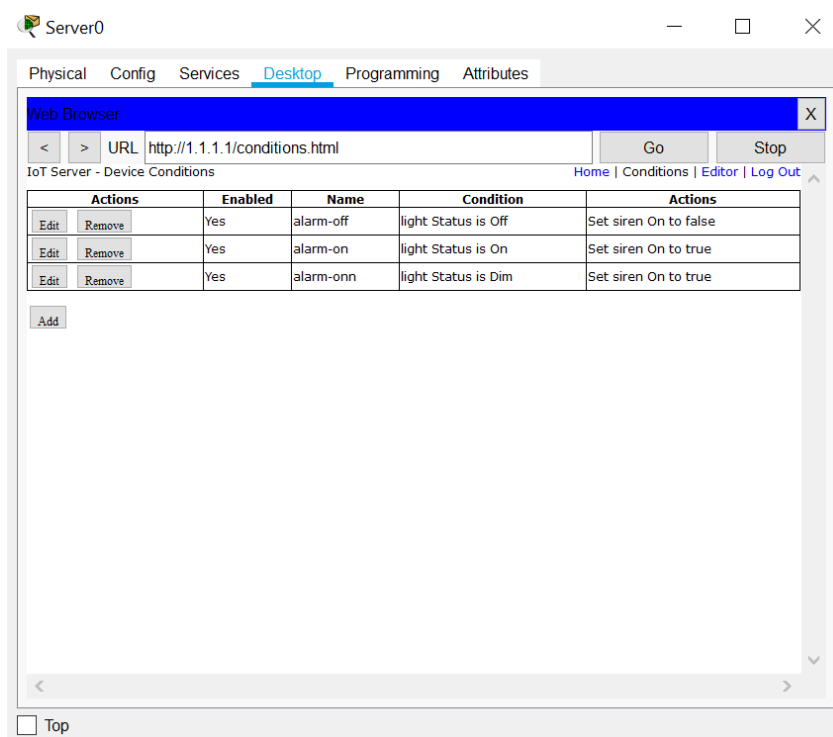 Server0
Physical Config Services Desktop Programming Attributes
Web Browser
X
< > URL http://1.1.1.1/conditions.html Go Stop
IoT Server - Device Conditions Home | Conditions | Editor | Log Out
Actions Enabled Name Condition Actions
Edit Remove Yes alarm-off light Status is Off Set siren On to false
Edit Remove Yes alarm-on light Status is On Set siren On to true
Edit Remove Yes alarm-onn light Status is Dim Set siren On to true
Add
Top